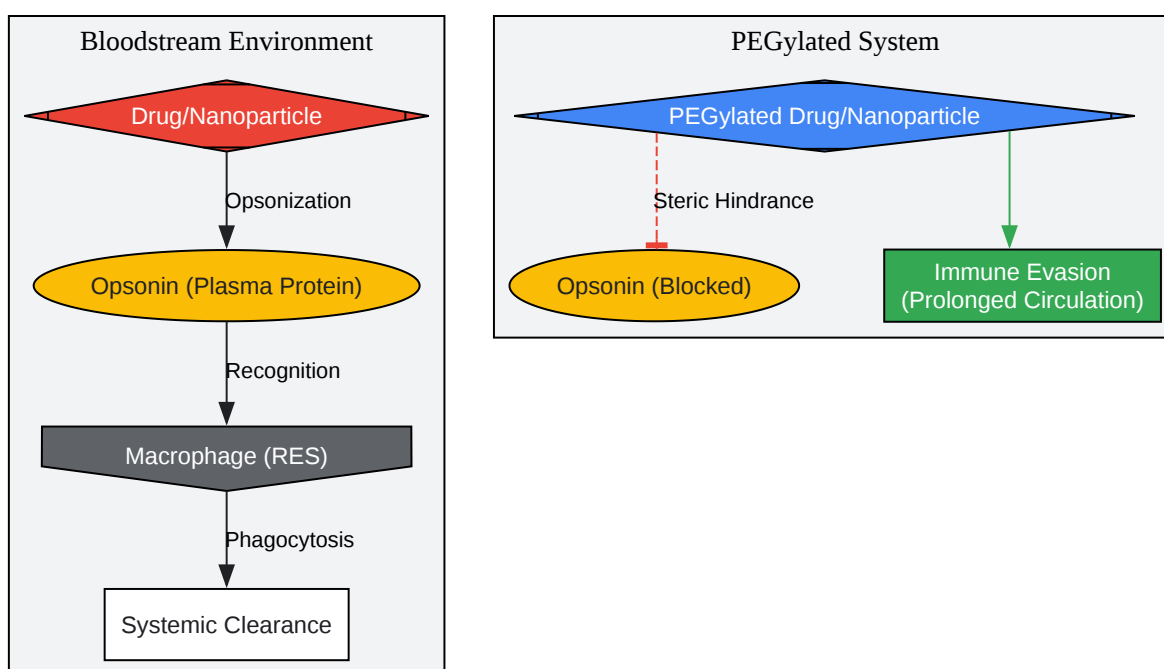 Bloodstream Environment
Drug/Nanoparticle
Opsonization
Opsonin (Plasma Protein)
Recognition
Macrophage (RES)
Phagocytosis
Systemic Clearance
PEGylated System
PEGylated Drug/Nanoparticle
Steric Hindrance
Opsonin (Blocked)
Immune Evasion
(Prolonged Circulation)